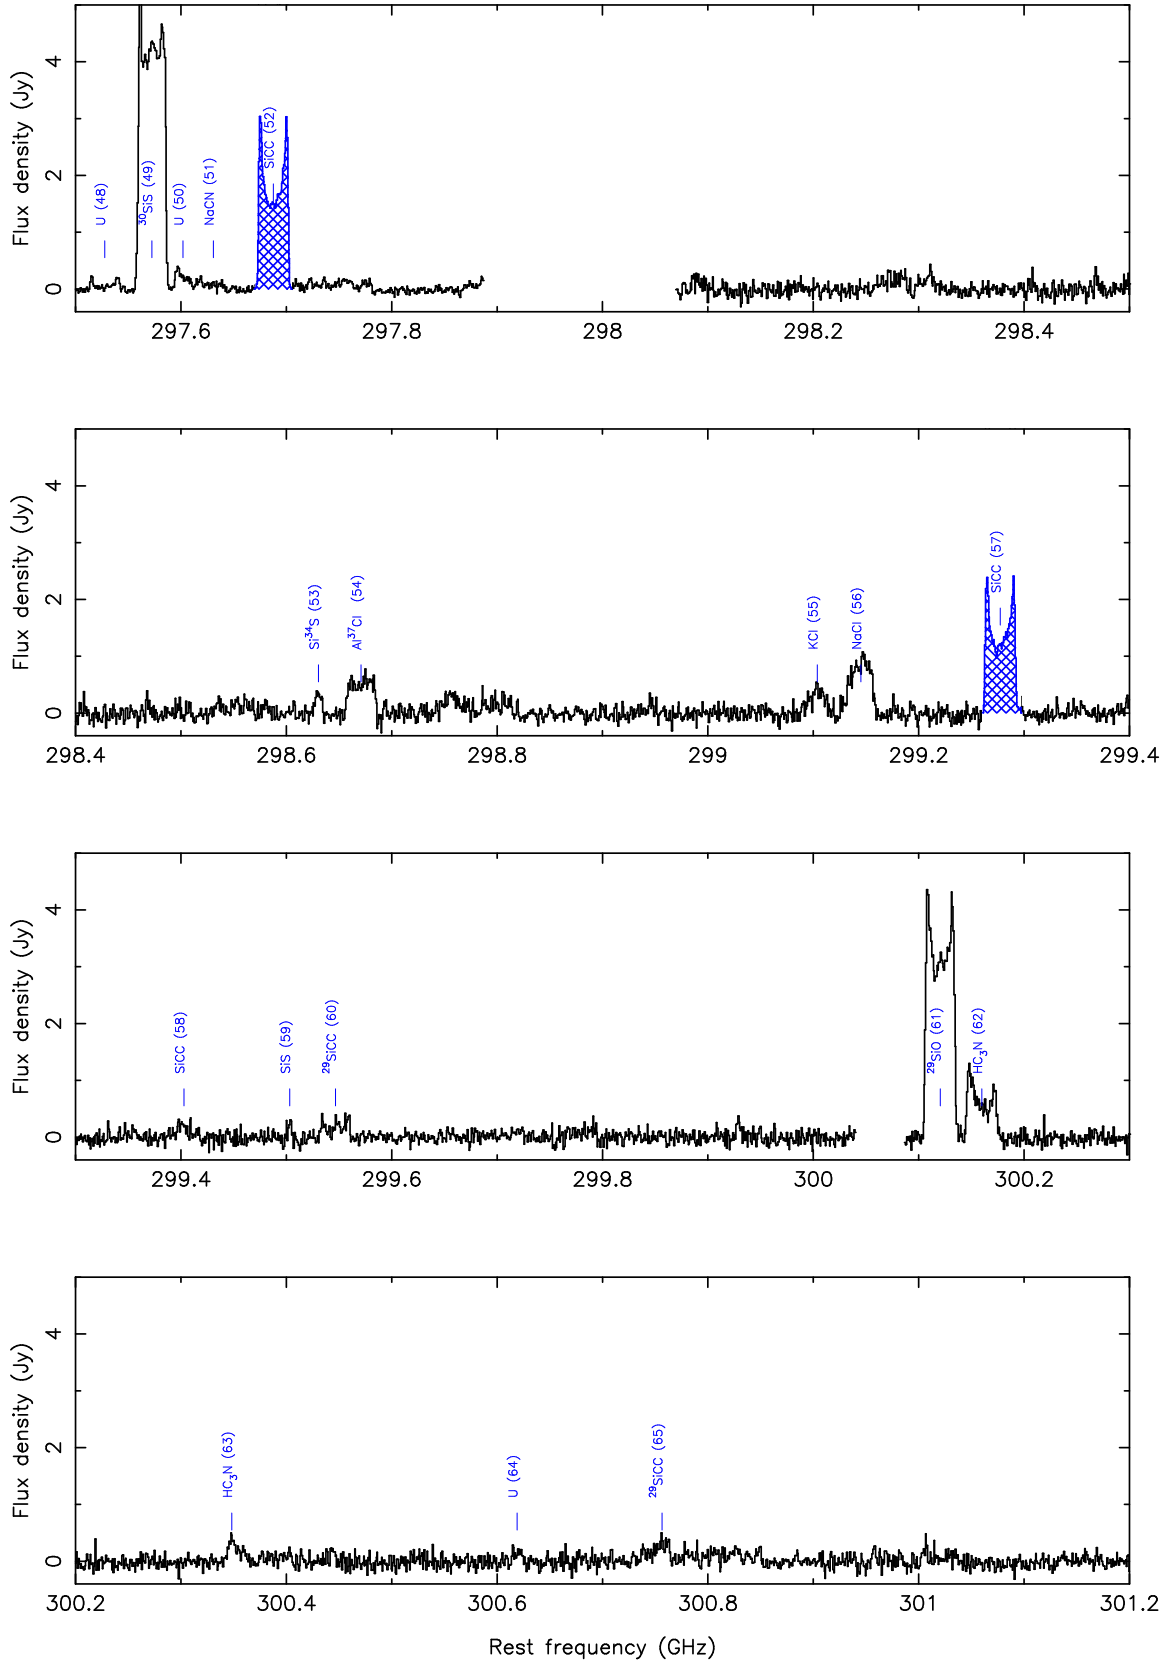 Flux density (Jy)
4
2
0
U (48)
³⁰SiS (49)
U (50)
NaCN (51)
SiCC (52)
297.6 297.8 298 298.2 298.4
Flux density (Jy)
4
2
0
Si³⁴S (53)
Al³⁷Cl (54)
KCl (55)
NaCl (56)
SiCC (57)
298.4 298.6 298.8 299 299.2 299.4
Flux density (Jy)
4
2
0
SiCC (58)
SiS (59)
²⁹SiCC (60)
²⁹SiO (61)
HC₃N (62)
299.4 299.6 299.8 300 300.2
Flux density (Jy)
4
2
0
HC₃N (63)
U (64)
²⁹SiCC (65)
300.2 300.4 300.6 300.8 301 301.2
Rest frequency (GHz)